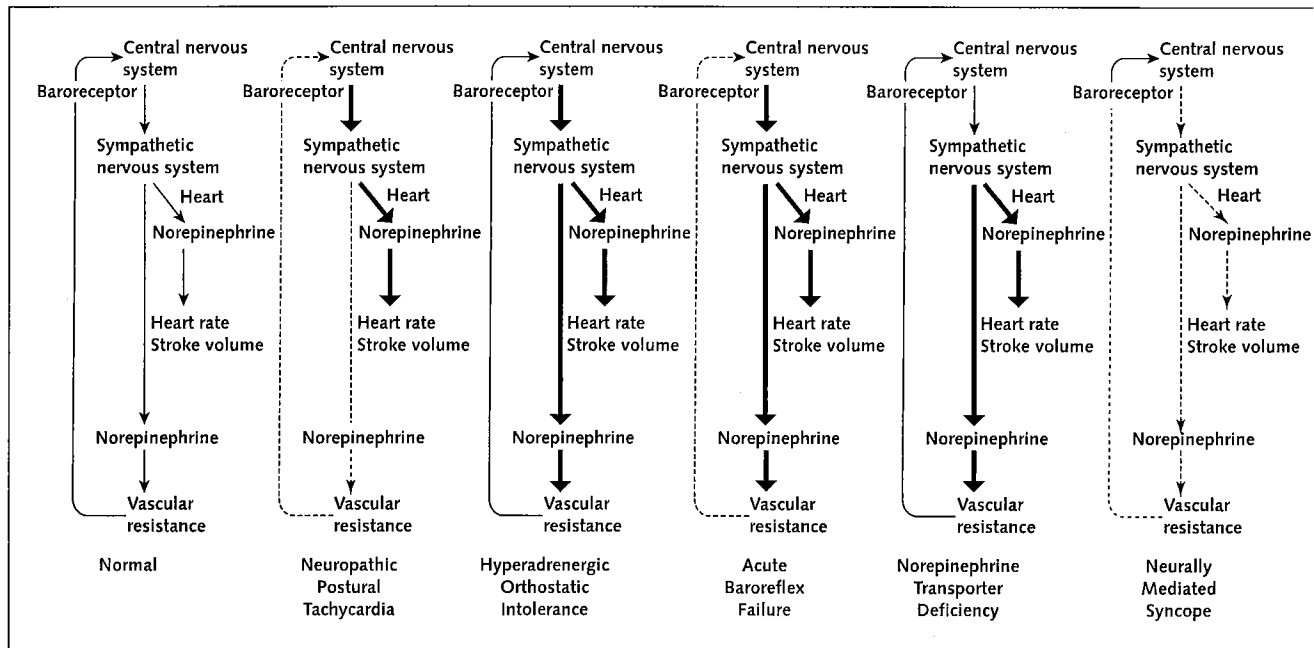 Central nervous
system
Baroreceptor
Sympathetic
nervous system
Heart
Norepinephrine
Heart rate
Stroke volume
Norepinephrine
Vascular
resistance
Normal
Central nervous
system
Baroreceptor
Sympathetic
nervous system
Heart
Norepinephrine
Heart rate
Stroke volume
Norepinephrine
Vascular
resistance
Neuropathic
Postural
Tachycardia
Central nervous
system
Baroreceptor
Sympathetic
nervous system
Heart
Norepinephrine
Heart rate
Stroke volume
Norepinephrine
Vascular
resistance
Hyperadrenergic
Orthostatic
Intolerance
Central nervous
system
Baroreceptor
Sympathetic
nervous system
Heart
Norepinephrine
Heart rate
Stroke volume
Norepinephrine
Vascular
resistance
Acute
Baroreflex
Failure
Central nervous
system
Baroreceptor
Sympathetic
nervous system
Heart
Norepinephrine
Heart rate
Stroke volume
Norepinephrine
Vascular
resistance
Norepinephrine
Transporter
Deficiency
Central nervous
system
Baroreceptor
Sympathetic
nervous system
Heart
Norepinephrine
Heart rate
Stroke volume
Norepinephrine
Vascular
resistance
Neurally
Mediated
Syncope